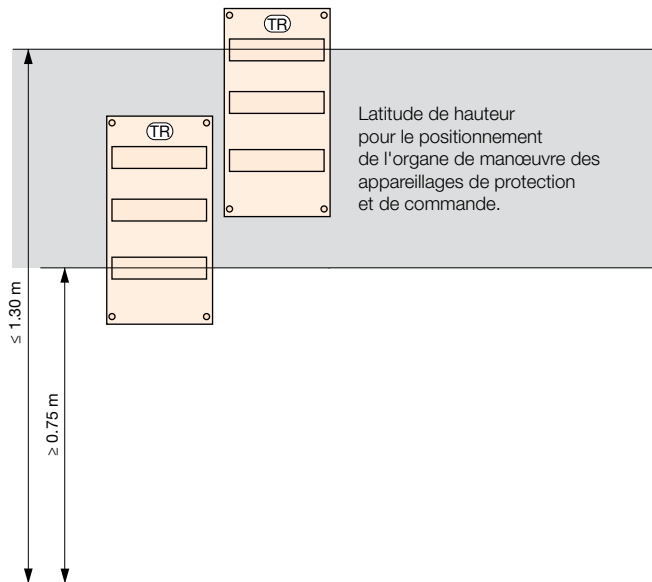 TR
TR
Latitude de hauteur
pour le positionnement
de l'organe de manœuvre des
appareillages de protection
et de commande.
≤ 1.30 m
≥ 0.75 m